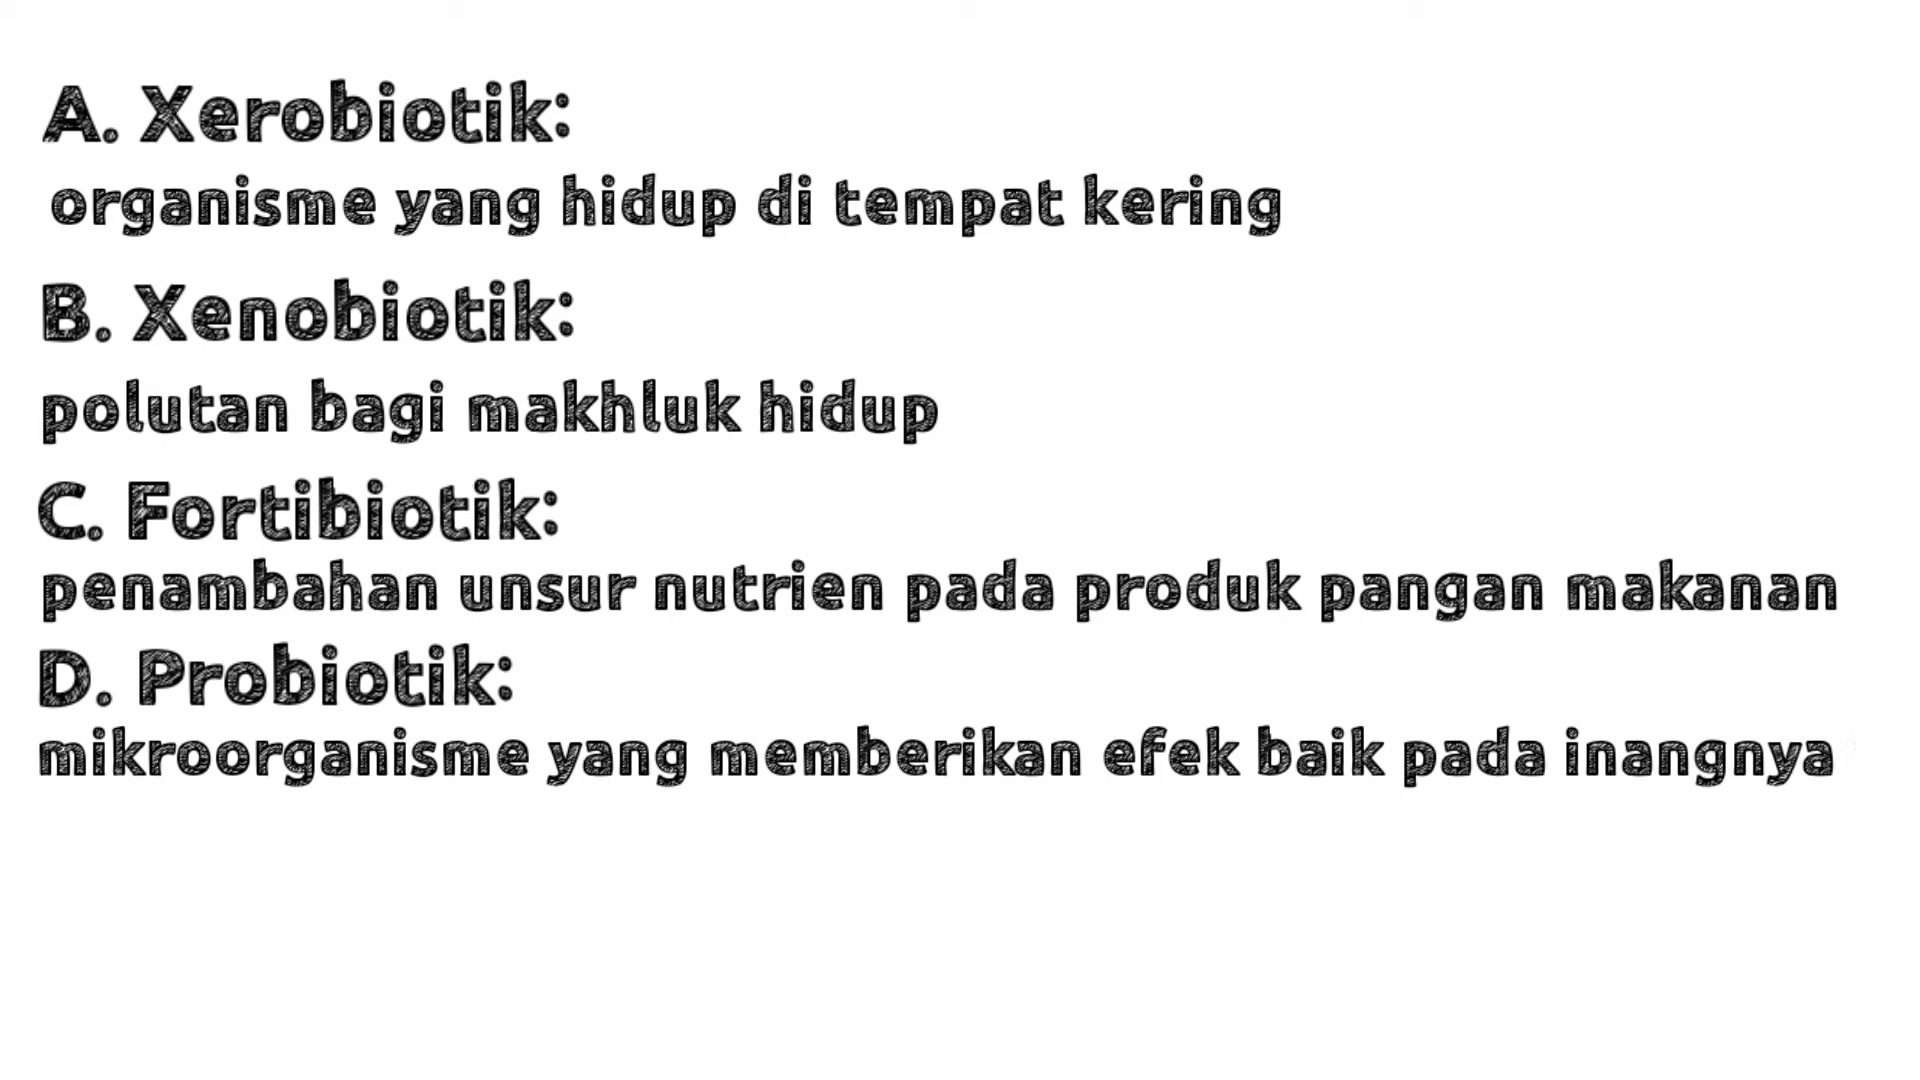 A. Xerobiotik:
organisme yang hidup di tempat kering
B. Xenobiotik:
polutan bagi makhluk hidup
C. Fortibiotik:
penambahan unsur nutrien pada produk pangan makanan
D. Probiotik:
mikroorganisme yang memberikan efek baik pada inangnya